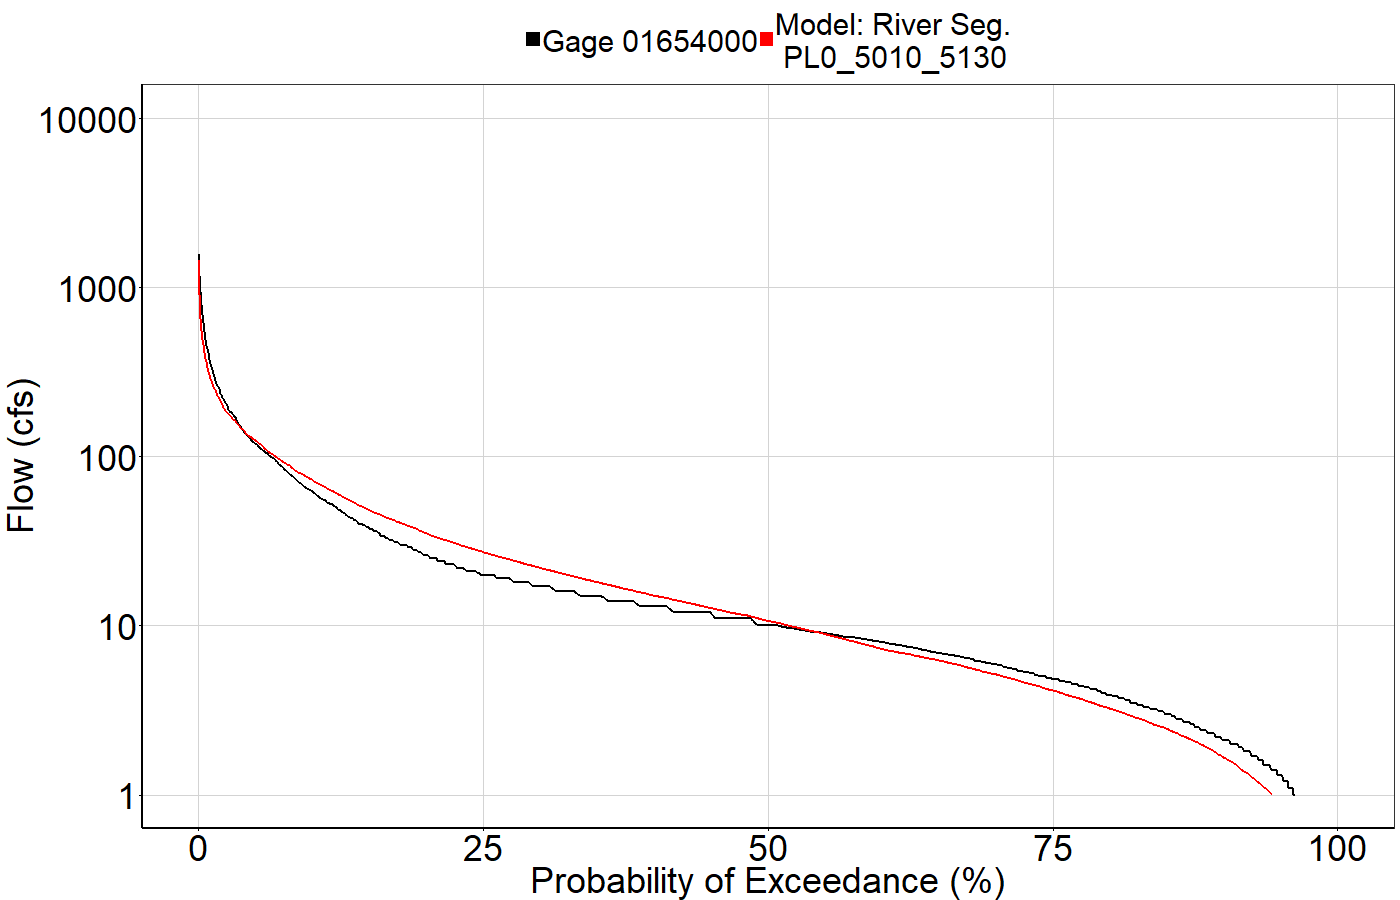 Gage 01654000
Model: River Seg.
PL0_5010_5130
10000
1000
100
10
1
Flow (cfs)
0 25 50 75 100
Probability of Exceedance (%)